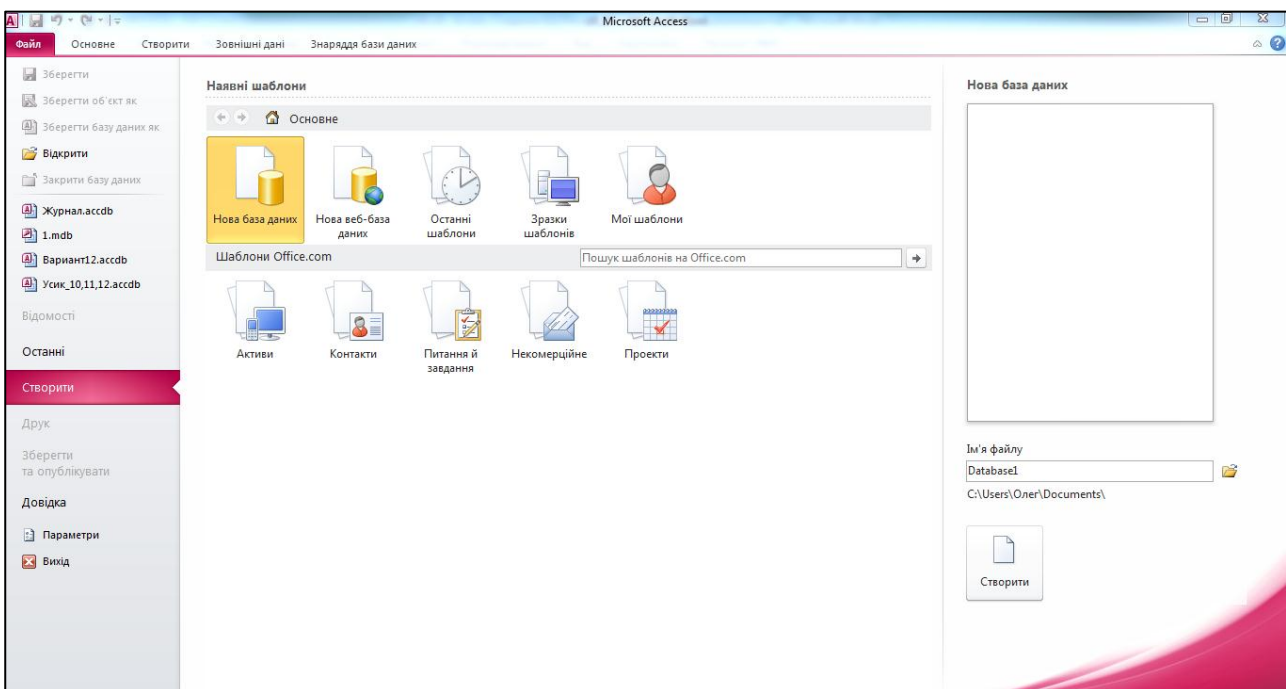 Microsoft Access
Файл Основне Створити Зовнішні дані Знаряддя бази даних
Зберегти
Зберегти об'єкт як
Зберегти базу даних як
Відкрити
Закрити базу даних
Журнал.accdb
1.mdb
Вариант12.accdb
Усик_10,11,12.accdb
Відомості
Останні
Створити
Друк
Зберегти
та опублікувати
Довідка
Параметри
Вихід
Наявні шаблони
Основне
Нова база даних
Нова веб-база
даних
Останні
шаблони
Зразки
шаблонів
Мої шаблони
Шаблони Office.com
Пошук шаблонів на Office.com
Активи
Контакти
Питання й
завдання
Некомерційне
Проекти
Нова база даних
Ім'я файлу
Database1
C:\Users\Олег\Documents\
Створити